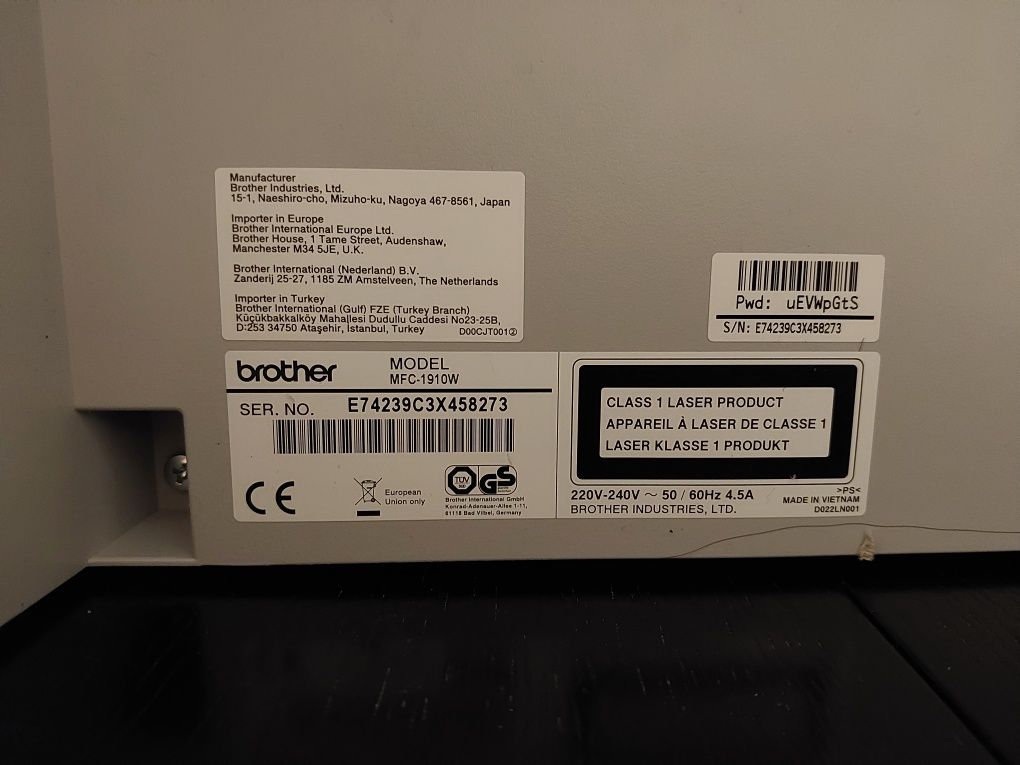 Manufacturer
Brother Industries, Ltd.
15-1, Naeshiro-cho, Mizuho-ku, Nagoya 467-8561, Japan
Importer in Europe
Brother International Europe Ltd.
Brother House, 1 Tame Street, Audenshaw,
Manchester M34 5JE, U.K.
Brother International (Nederland) B.V.
Zanderij 25-27, 1185 ZM Amstelveen, The Netherlands
Importer in Turkey
Brother International (Gulf) FZE (Turkey Branch)
Küçükbakkalköy Mahallesi Dudullu Caddesi No23-25B,
D:253 34750 Ataşehir, İstanbul, Turkey
D00CJT001②
Pwd: uEVWpGtS
S/N: E74239C3X458273
brother
MODEL
MFC-1910W
SER. NO. E74239C3X458273
CE
European
Union only
TÜV
GS
Brother International GmbH
Konrad-Adenauer-Allee 1-11,
61118 Bad Vilbel, Germany
CLASS 1 LASER PRODUCT
APPAREIL À LASER DE CLASSE 1
LASER KLASSE 1 PRODUKT
220V-240V ~ 50 / 60Hz 4.5A
BROTHER INDUSTRIES, LTD.
>PS<
MADE IN VIETNAM
D022LN001